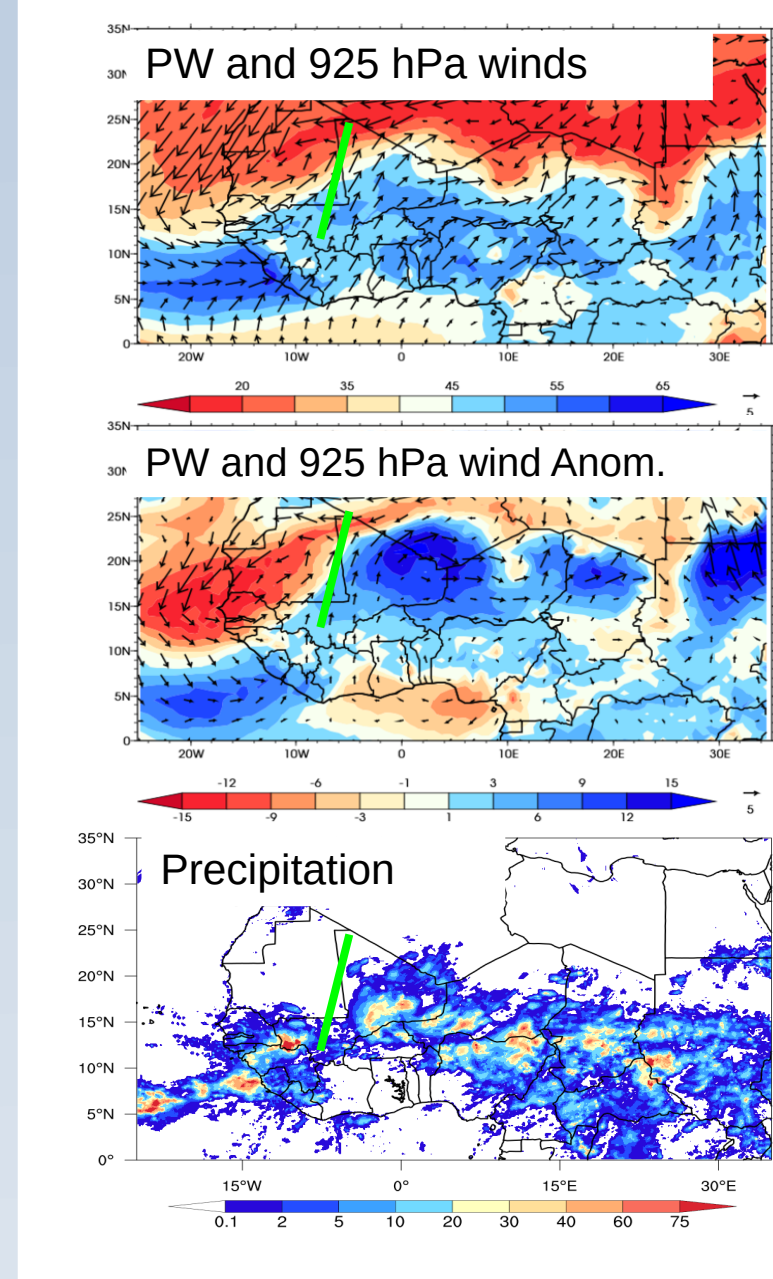 35N
PW and 925 hPa winds
30N
25N
20N
15N
10N
5N
0
20W 10W 0 10E 20E 30E
20 35 45 55 65
5
35N
PW and 925 hPa wind Anom.
30N
25N
20N
15N
10N
5N
0
20W 10W 0 10E 20E 30E
-12 -6 -1 3 9 15
-15 -9 -3 1 6 12
5
35°N
Precipitation
30°N
25°N
20°N
15°N
10°N
5°N
0°
15°W 0° 15°E 30°E
0.1 2 5 10 20 30 40 60 75